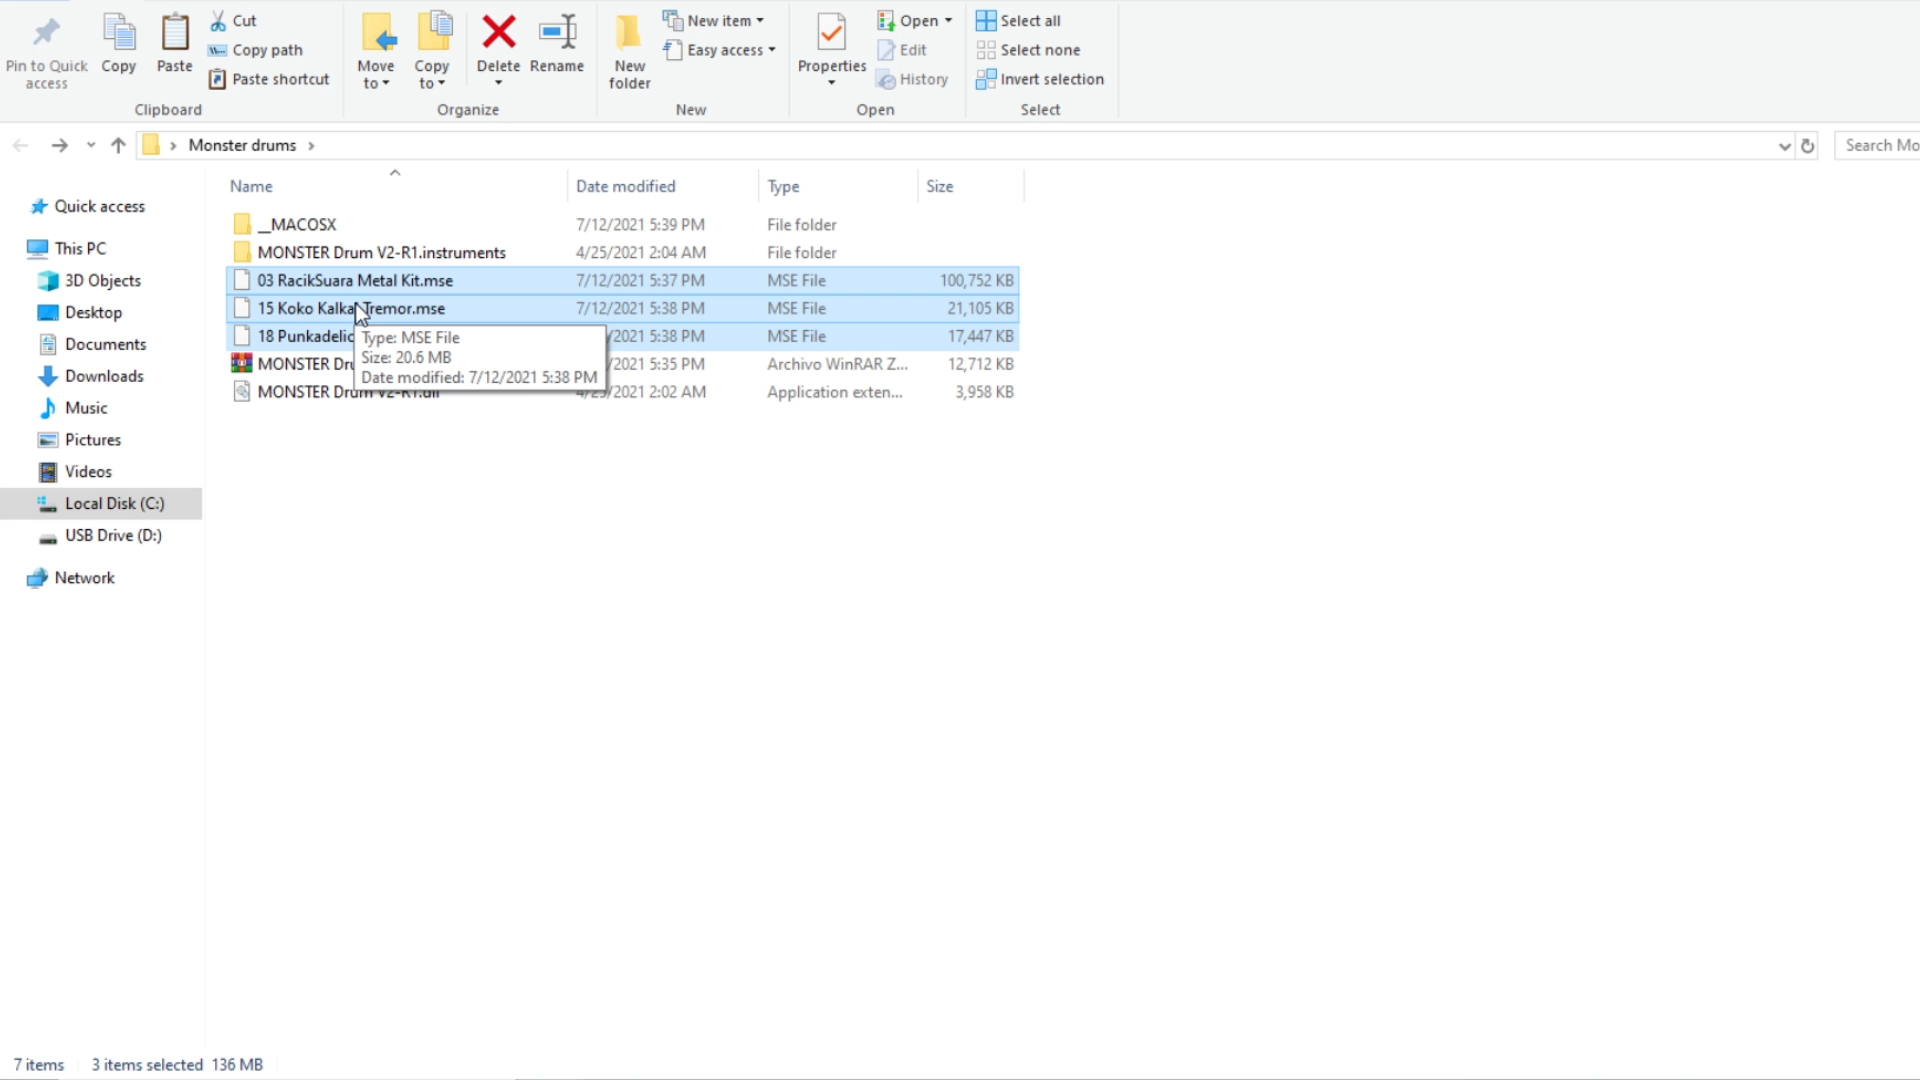 Pin to Quick access
Copy
Paste
Cut
Copy path
Paste shortcut
Clipboard
Move to
Copy to
Delete
Rename
Organize
New folder
New item
Easy access
New
Properties
Open
Edit
History
Open
Select all
Select none
Invert selection
Select
Monster drums
Search Mo
Name Date modified Type Size
Quick access
This PC
3D Objects
Desktop
Documents
Downloads
Music
Pictures
Videos
Local Disk (C:)
USB Drive (D:)
Network
__MACOSX 7/12/2021 5:39 PM File folder
MONSTER Drum V2-R1.instruments 4/25/2021 2:04 AM File folder
03 RacikSuara Metal Kit.mse 7/12/2021 5:37 PM MSE File 100,752 KB
15 Koko Kalka Tremor.mse 7/12/2021 5:38 PM MSE File 21,105 KB
18 Punkadelic /2021 5:38 PM MSE File 17,447 KB
MONSTER Dru /2021 5:35 PM Archivo WinRAR Z... 12,712 KB
MONSTER Drum V2-R1.dll 4/25/2021 2:02 AM Application exten... 3,958 KB
Type: MSE File
Size: 20.6 MB
Date modified: 7/12/2021 5:38 PM
7 items 3 items selected 136 MB